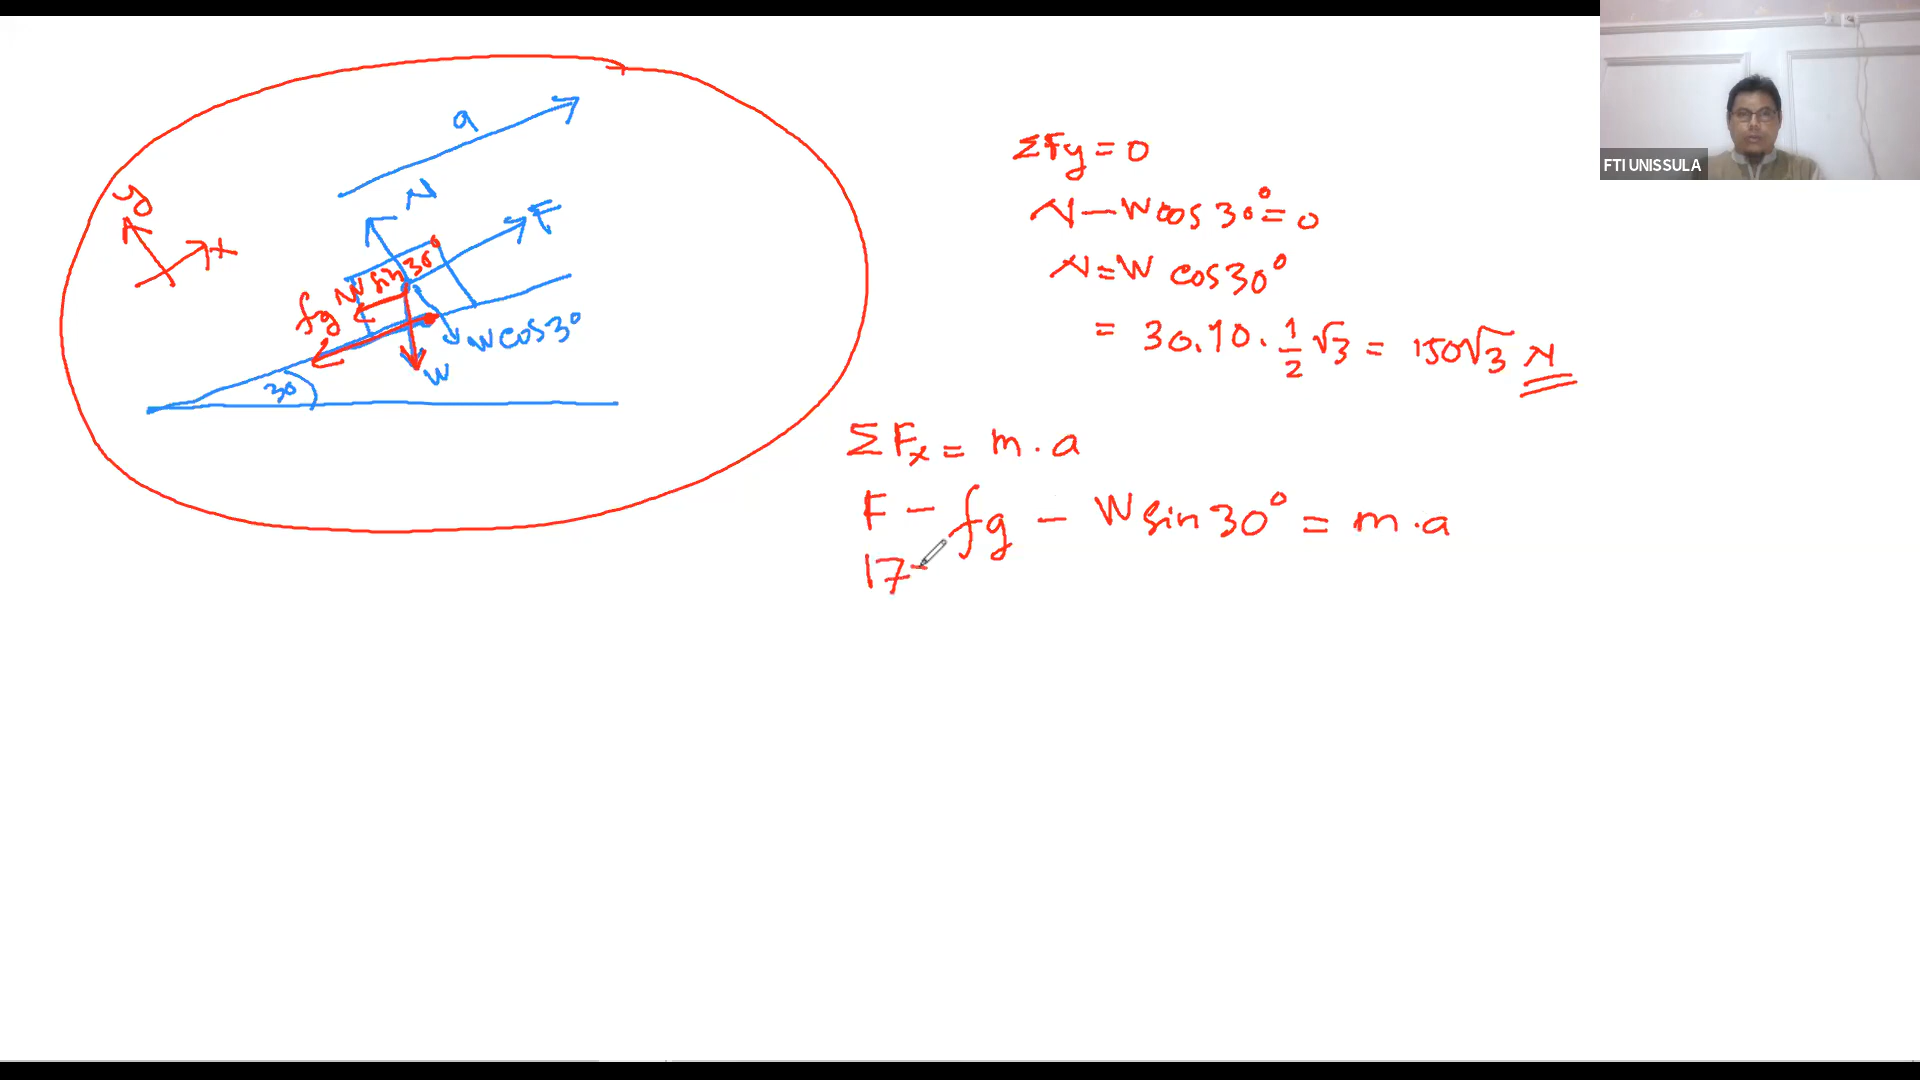 a
y
x
N
F
W sin 30°
fg
W cos 30
W
30
ΣFy = 0
N - W cos 30° = 0
N = W cos 30°
= 30.10. 1/2 √3 = 150√3 N
ΣFx = m . a
F - fg - W sin 30° = m . a
17-
FTI UNISSULA